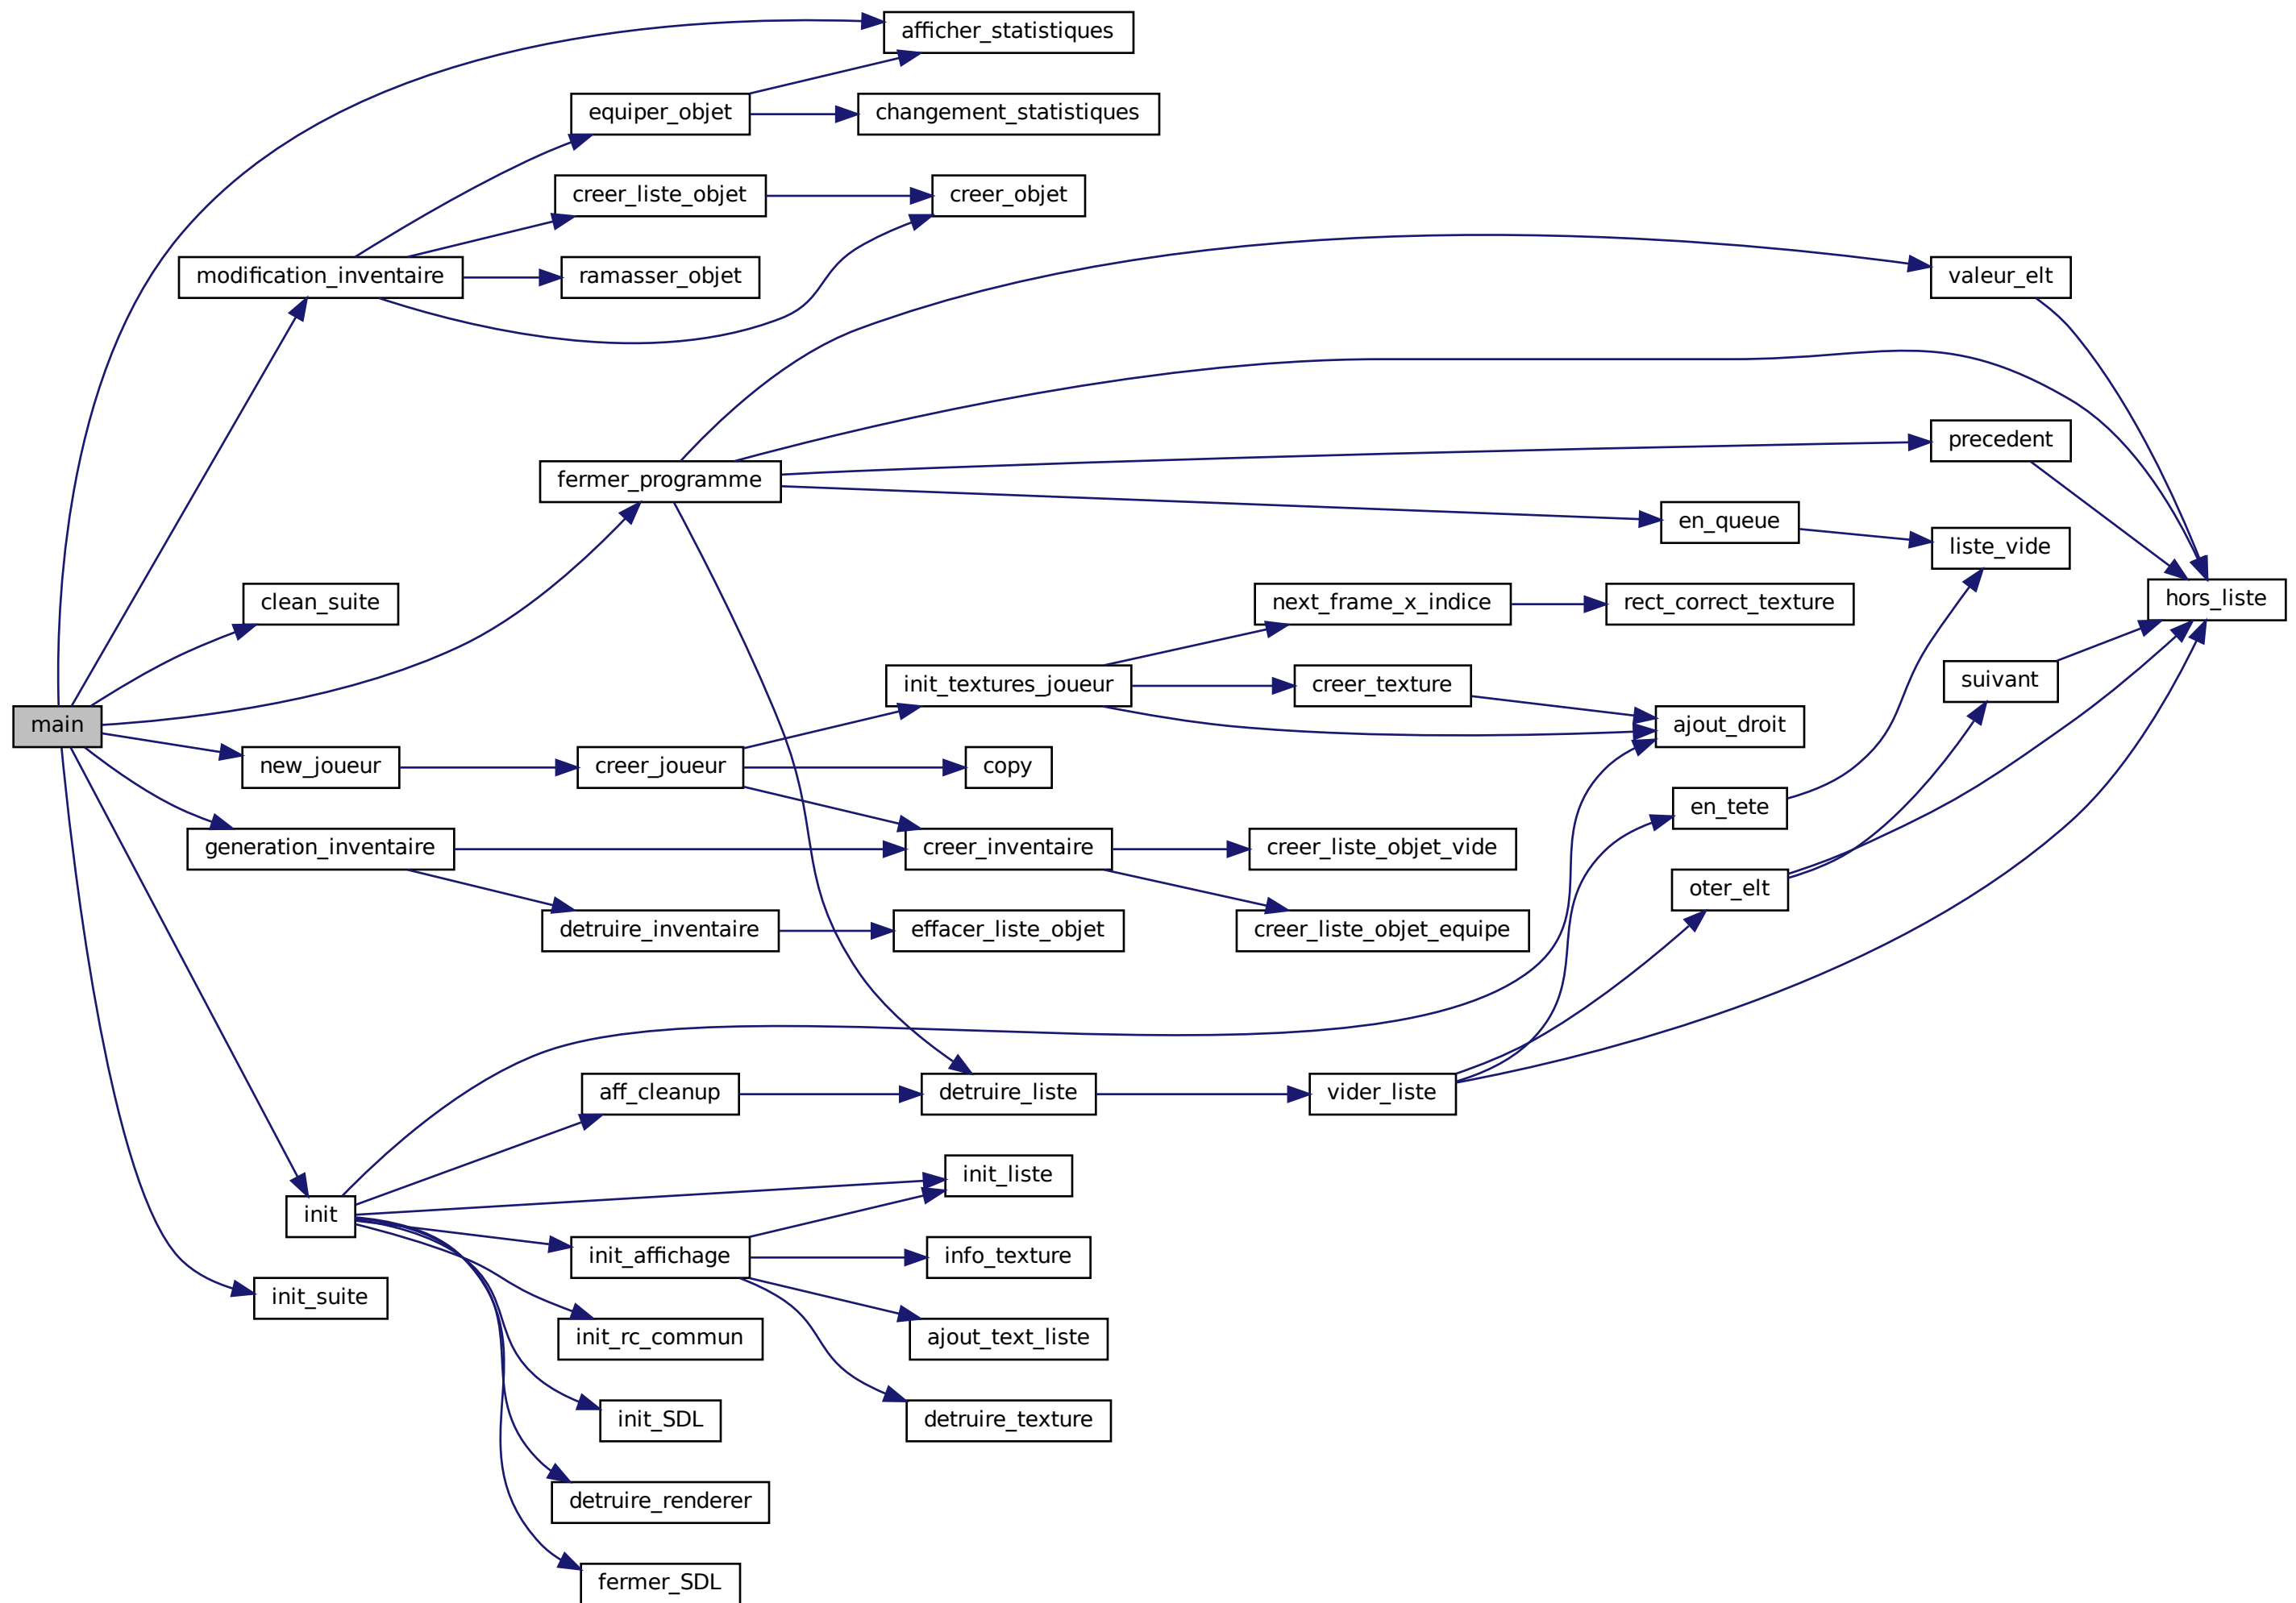 afficher_statistiques
equiper_objet
changement_statistiques
creer_liste_objet
creer_objet
modification_inventaire
ramasser_objet
valeur_elt
precedent
fermer_programme
en_queue
liste_vide
clean_suite
next_frame_x_indice
rect_correct_texture
hors_liste
init_textures_joueur
creer_texture
suivant
main
ajout_droit
new_joueur
creer_joueur
copy
en_tete
generation_inventaire
creer_inventaire
creer_liste_objet_vide
oter_elt
detruire_inventaire
effacer_liste_objet
creer_liste_objet_equipe
aff_cleanup
detruire_liste
vider_liste
init_liste
init
init_affichage
info_texture
init_suite
init_rc_commun
ajout_text_liste
init_SDL
detruire_texture
detruire_renderer
fermer_SDL